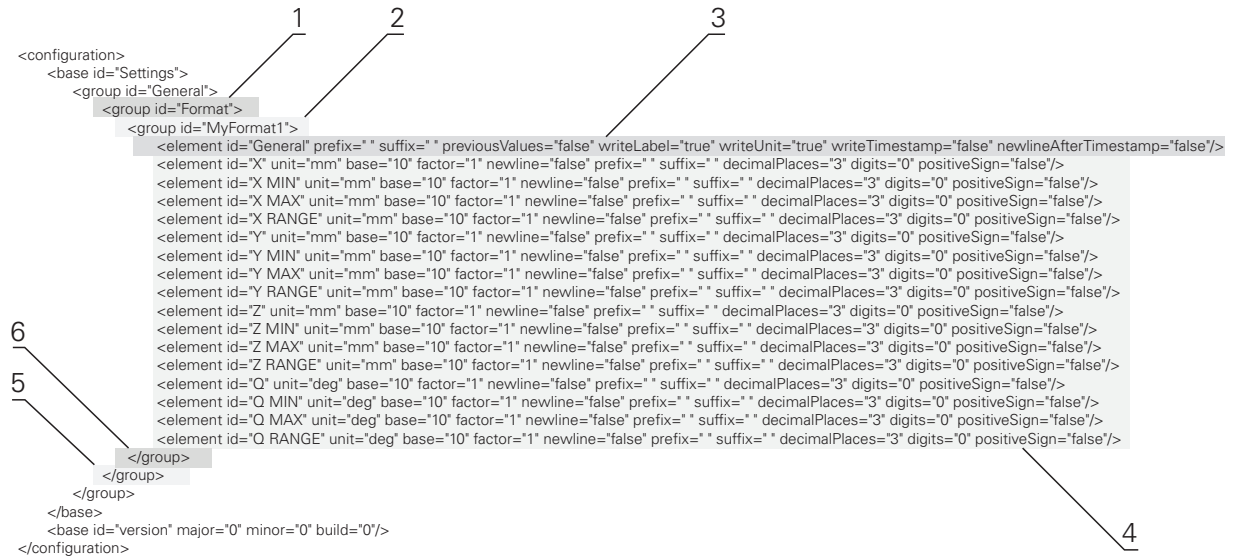 1 2 3
<configuration>
<base id="Settings">
<group id="General">
<group id="Format">
<group id="MyFormat1">
<element id="General" prefix=" " suffix=" " previousValues="false" writeLabel="true" writeUnit="true" writeTimestamp="false" newlineAfterTimestamp="false"/>
<element id="X" unit="mm" base="10" factor="1" newline="false" prefix=" " suffix=" " decimalPlaces="3" digits="0" positiveSign="false"/>
<element id="X MIN" unit="mm" base="10" factor="1" newline="false" prefix=" " suffix=" " decimalPlaces="3" digits="0" positiveSign="false"/>
<element id="X MAX" unit="mm" base="10" factor="1" newline="false" prefix=" " suffix=" " decimalPlaces="3" digits="0" positiveSign="false"/>
<element id="X RANGE" unit="mm" base="10" factor="1" newline="false" prefix=" " suffix=" " decimalPlaces="3" digits="0" positiveSign="false"/>
<element id="Y" unit="mm" base="10" factor="1" newline="false" prefix=" " suffix=" " decimalPlaces="3" digits="0" positiveSign="false"/>
<element id="Y MIN" unit="mm" base="10" factor="1" newline="false" prefix=" " suffix=" " decimalPlaces="3" digits="0" positiveSign="false"/>
<element id="Y MAX" unit="mm" base="10" factor="1" newline="false" prefix=" " suffix=" " decimalPlaces="3" digits="0" positiveSign="false"/>
<element id="Y RANGE" unit="mm" base="10" factor="1" newline="false" prefix=" " suffix=" " decimalPlaces="3" digits="0" positiveSign="false"/>
<element id="Z" unit="mm" base="10" factor="1" newline="false" prefix=" " suffix=" " decimalPlaces="3" digits="0" positiveSign="false"/>
<element id="Z MIN" unit="mm" base="10" factor="1" newline="false" prefix=" " suffix=" " decimalPlaces="3" digits="0" positiveSign="false"/>
<element id="Z MAX" unit="mm" base="10" factor="1" newline="false" prefix=" " suffix=" " decimalPlaces="3" digits="0" positiveSign="false"/>
<element id="Z RANGE" unit="mm" base="10" factor="1" newline="false" prefix=" " suffix=" " decimalPlaces="3" digits="0" positiveSign="false"/>
<element id="Q" unit="deg" base="10" factor="1" newline="false" prefix=" " suffix=" " decimalPlaces="3" digits="0" positiveSign="false"/>
<element id="Q MIN" unit="deg" base="10" factor="1" newline="false" prefix=" " suffix=" " decimalPlaces="3" digits="0" positiveSign="false"/>
<element id="Q MAX" unit="deg" base="10" factor="1" newline="false" prefix=" " suffix=" " decimalPlaces="3" digits="0" positiveSign="false"/>
<element id="Q RANGE" unit="deg" base="10" factor="1" newline="false" prefix=" " suffix=" " decimalPlaces="3" digits="0" positiveSign="false"/>
</group>
</group>
</group>
</base>
<base id="version" major="0" minor="0" build="0"/>
</configuration>
6
5
4